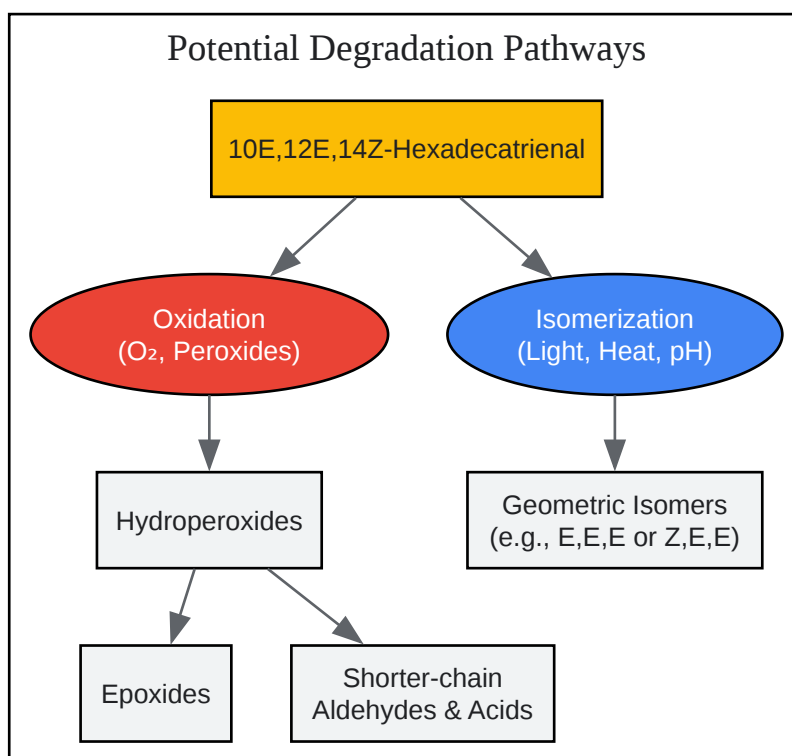 Potential Degradation Pathways
10E,12E,14Z-Hexadecatrienal
Oxidation
(O₂, Peroxides)
Isomerization
(Light, Heat, pH)
Hydroperoxides
Geometric Isomers
(e.g., E,E,E or Z,E,E)
Epoxides
Shorter-chain
Aldehydes & Acids